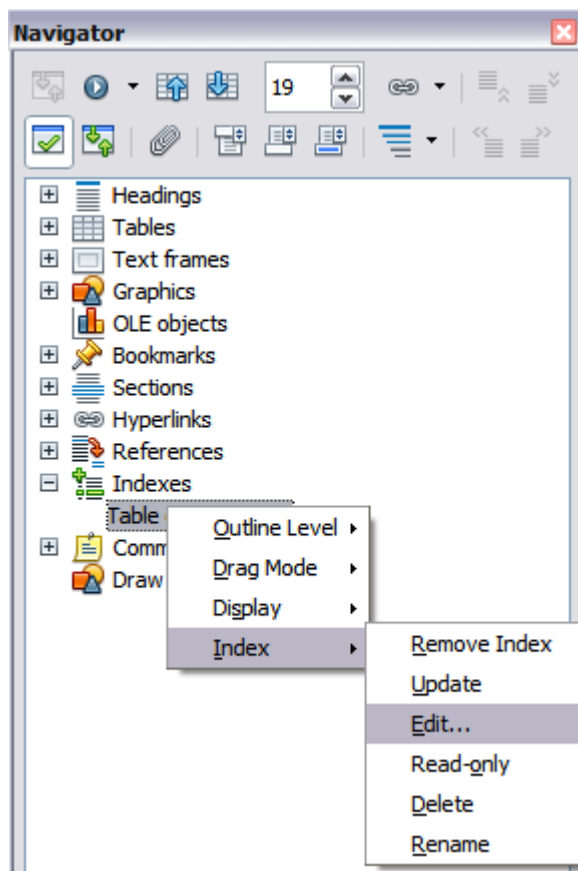 Navigator
19
Headings
Tables
Text frames
Graphics
OLE objects
Bookmarks
Sections
Hyperlinks
References
Indexes
Table
Comm
Draw
Outline Level
Drag Mode
Display
Index
Remove Index
Update
Edit...
Read-only
Delete
Rename